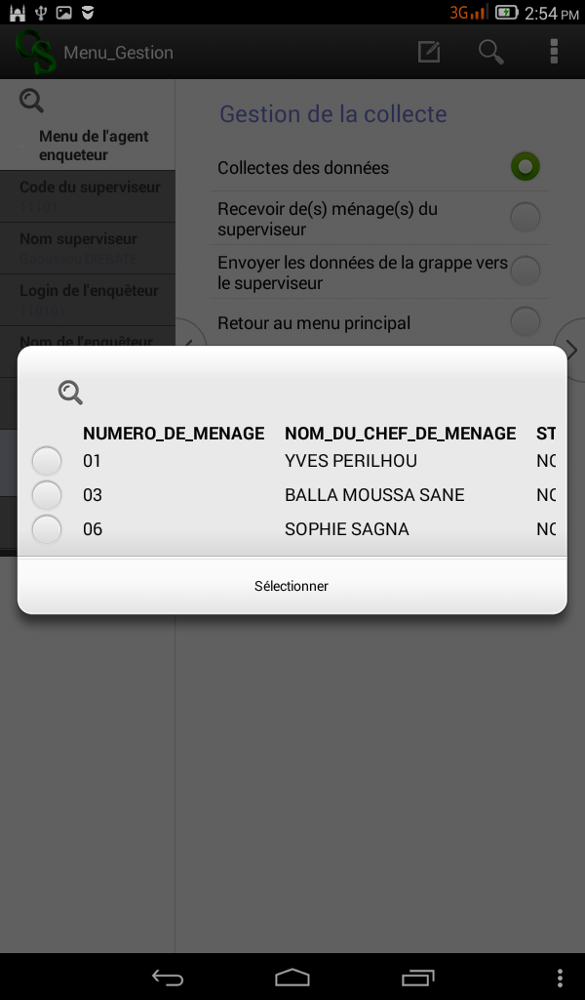 3G 2:54 PM
CS Menu_Gestion
Menu de l'agent
enqueteur
Code du superviseur
Nom superviseur
Login de l'enquêteur
Nom de l'enquêteur
Gestion de la collecte
Collectes des données
Recevoir de(s) ménage(s) du
superviseur
Envoyer les données de la grappe vers
le superviseur
Retour au menu principal
NUMERO_DE_MENAGE NOM_DU_CHEF_DE_MENAGE ST
01 YVES PERILHOU NO
03 BALLA MOUSSA SANE NO
06 SOPHIE SAGNA NO
Sélectionner